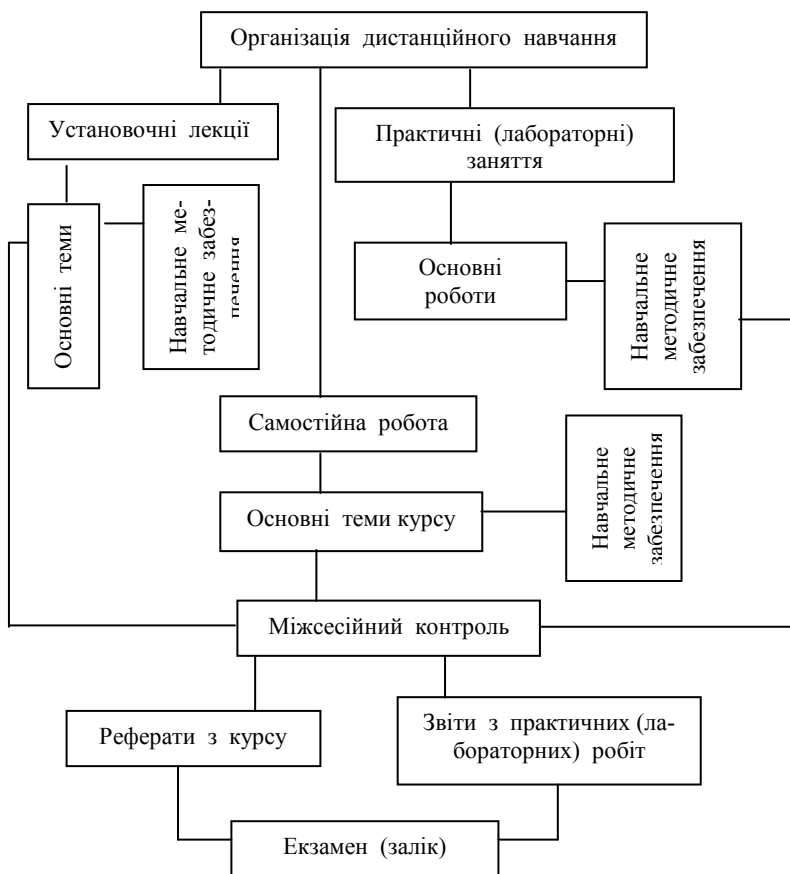 Організація дистанційного навчання
Установочні лекції
Практичні (лабораторні)
заняття
Основні теми
Навчальне ме-
тодичне забез-
печення
Основні
роботи
Навчальне
методичне
забезпечення
Самостійна робота
Основні теми курсу
Навчальне
методичне
забезпечення
Міжсесійний контроль
Реферати з курсу
Звіти з практичних (ла-
бораторних) робіт
Екзамен (залік)